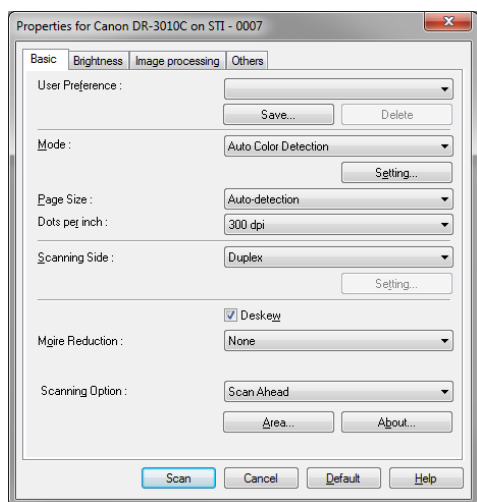 Properties for Canon DR-3010C on STI - 0007
Basic Brightness Image processing Others
User Preference :
Save... Delete
Mode : Auto Color Detection
Setting...
Page Size : Auto-detection
Dots per inch : 300 dpi
Scanning Side : Duplex
Setting...
Deskew
Moire Reduction : None
Scanning Option : Scan Ahead
Area... About...
Scan Cancel Default Help